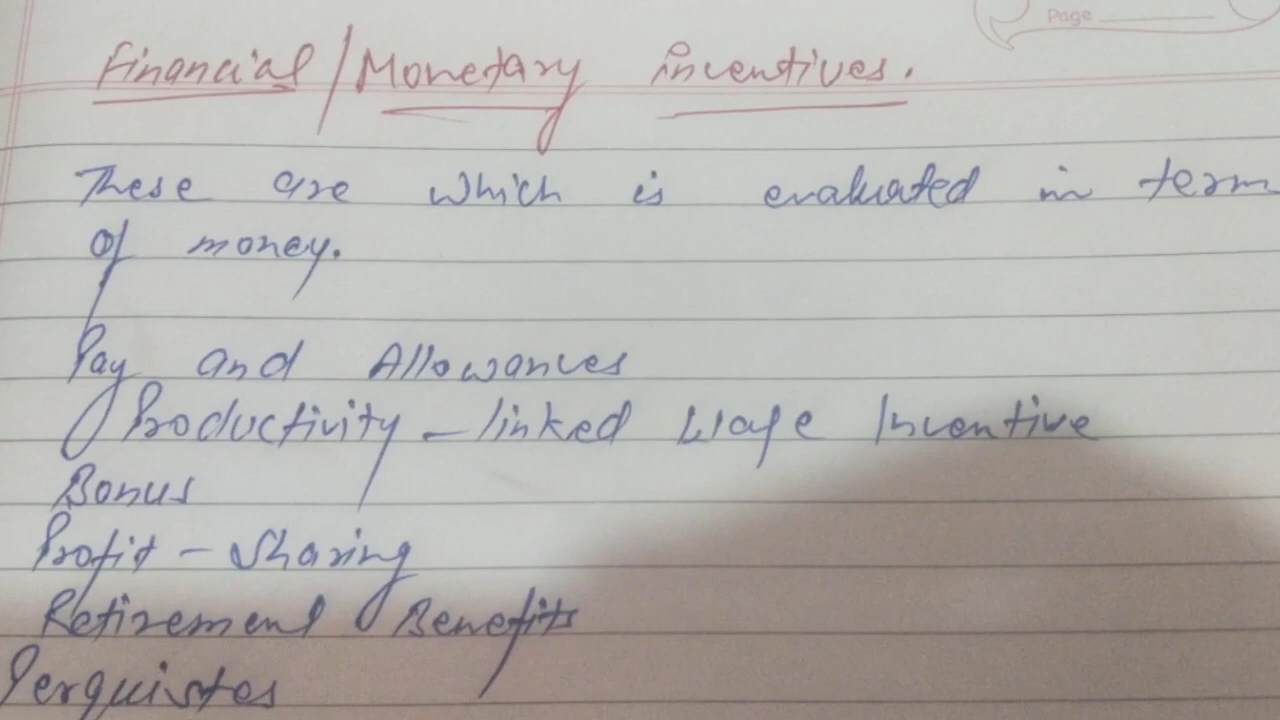 Page
Financial/Monetary incentives.
These are which is evaluated in term
of money.
Pay and Allowances
Productivity-linked Wage Incentive
Bonus
Profit-Sharing
Retirement Benefits
Perquistes